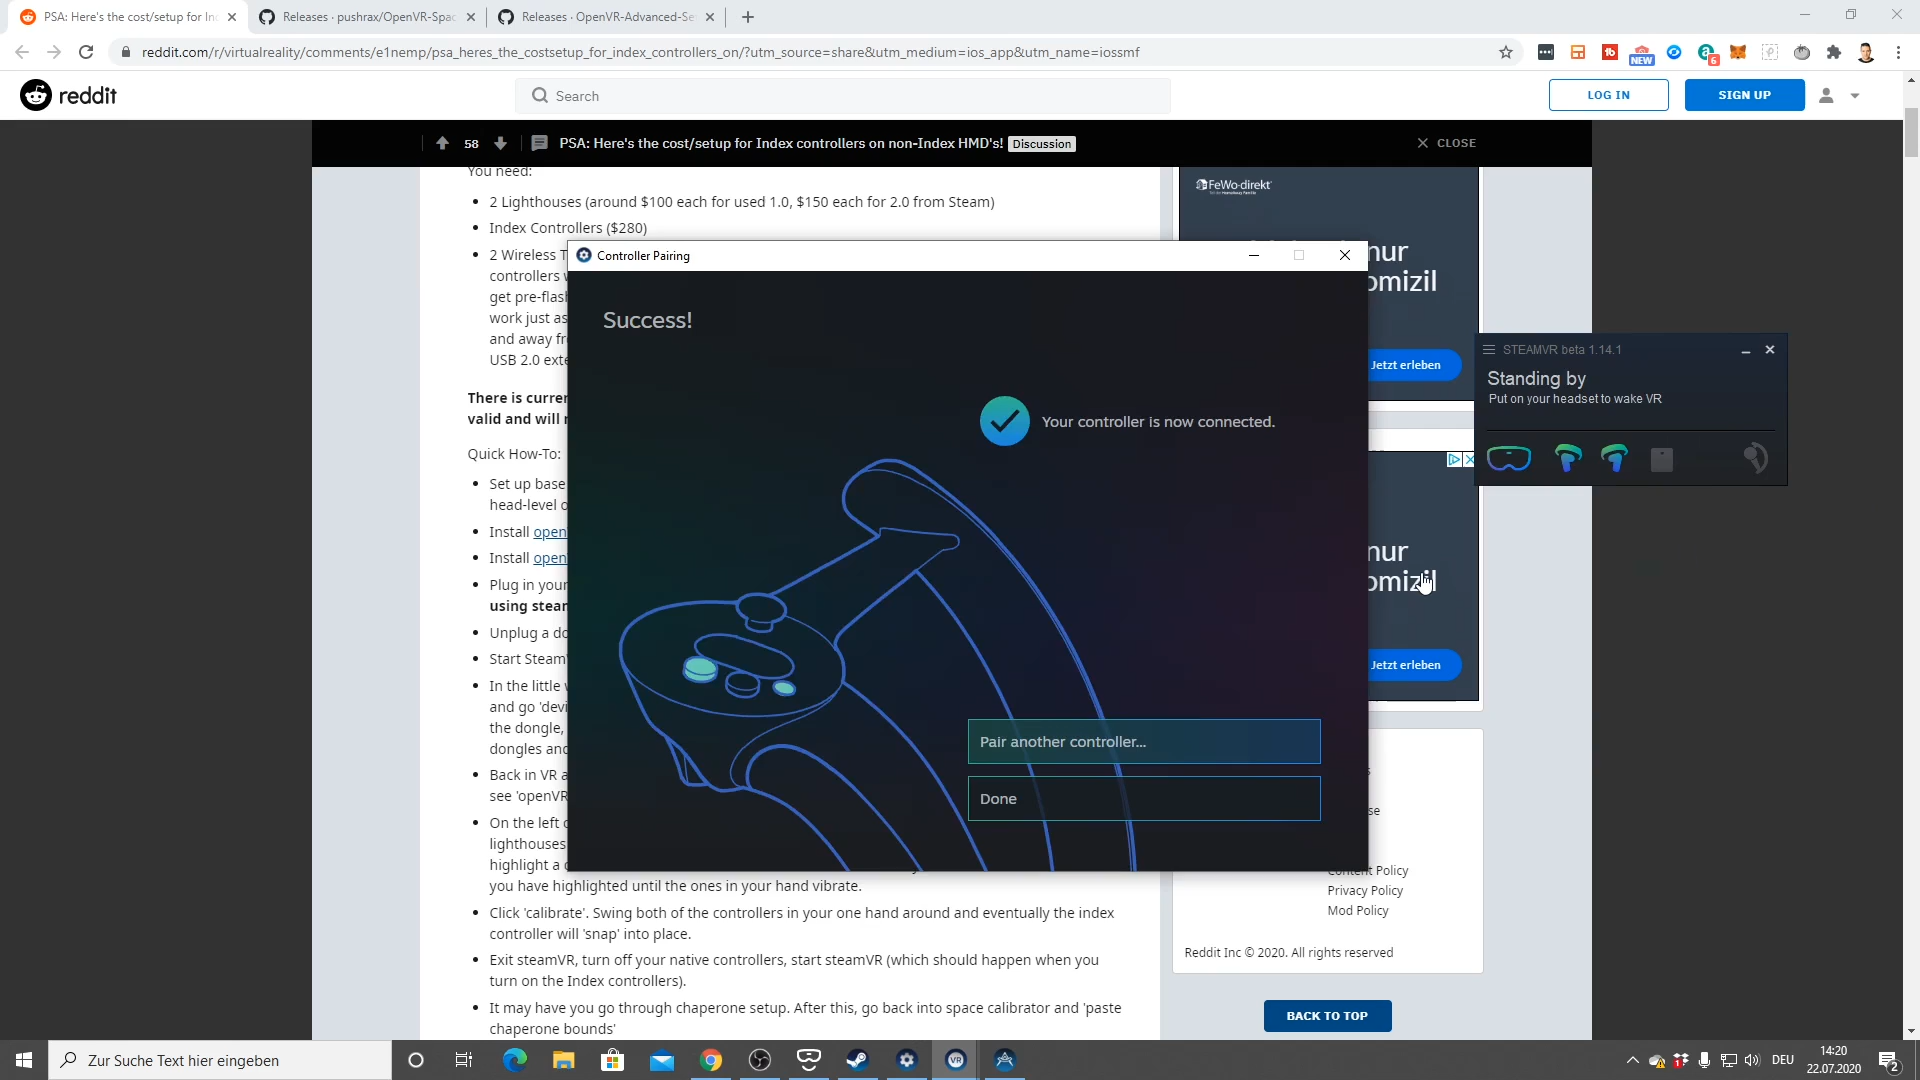 PSA: Here's the cost/setup for In
Releases · pushrax/OpenVR-Spac
Releases · OpenVR-Advanced-Se
reddit.com/r/virtualreality/comments/e1nemp/psa_heres_the_costsetup_for_index_controllers_on/?utm_source=share&utm_medium=ios_app&utm_name=iossmf
NEW
6
reddit
Search
LOG IN
SIGN UP
58
PSA: Here's the cost/setup for Index controllers on non-Index HMD's!
Discussion
CLOSE
You need:
2 Lighthouses (around $100 each for used 1.0, $150 each for 2.0 from Steam)
Index Controllers ($280)
2 Wireless T
controllers
get pre-flash
work just as
and away fr
USB 2.0 exte
There is curren
valid and will
Quick How-To:
Set up base
head-level o
Install open
Install open
Plug in your
using steam
Unplug a do
Start Steam
In the little
and go 'devi
the dongle,
dongles and
Back in VR a
see 'openVR
On the left o
lighthouses
highlight a
you have highlighted until the ones in your hand vibrate.
Click 'calibrate'. Swing both of the controllers in your one hand around and eventually the index
controller will 'snap' into place.
Exit steamVR, turn off your native controllers, start steamVR (which should happen when you
turn on the Index controllers).
It may have you go through chaperone setup. After this, go back into space calibrator and 'paste
chaperone bounds'
Controller Pairing
Success!
Your controller is now connected.
Pair another controller...
Done
FeWo-direkt
nur
omizil
Jetzt erleben
STEAMVR beta 1.14.1
Standing by
Put on your headset to wake VR
nur
omizil
Jetzt erleben
Content Policy
Privacy Policy
Mod Policy
Reddit Inc © 2020. All rights reserved
BACK TO TOP
Zur Suche Text hier eingeben
DEU
14:20
22.07.2020
2